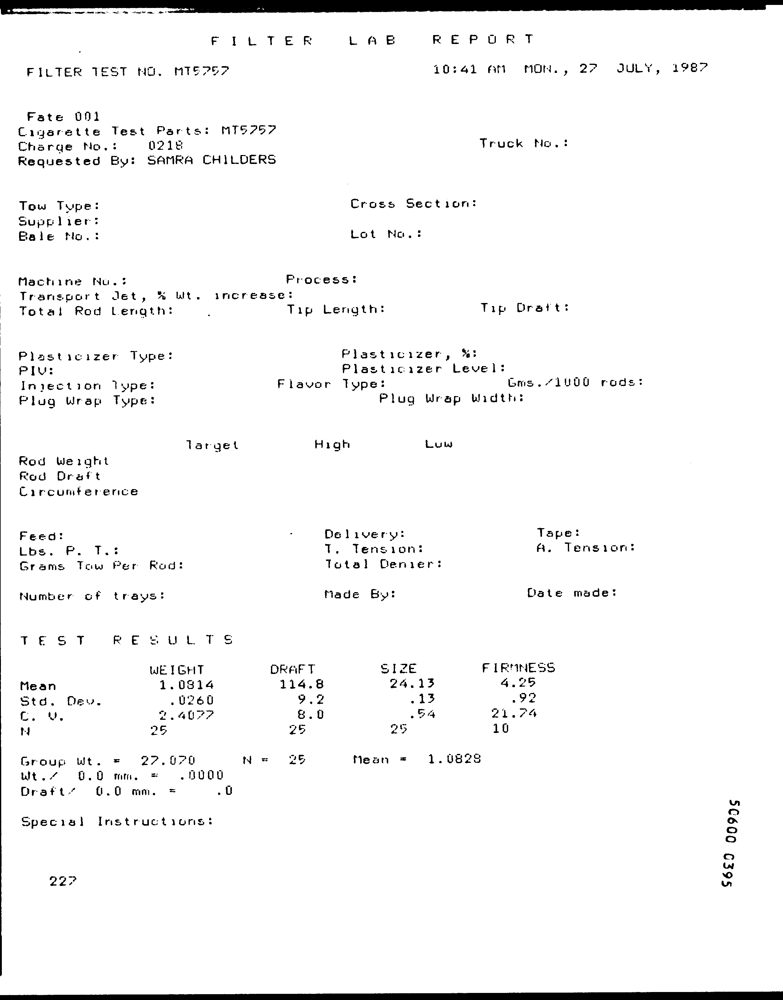 FILTER LAB REPORT
FILTER TEST NO. MT5757 10:41 AM MON., 27 JULY, 1987
Fate 001
Cigarette Test Parts: MT5757
Charge No.: 0218 Truck No.:
Requested By: SAMRA CHILDERS
Tow Type: Cross Section:
Supplier:
Bale No.: Lot No.:
Machine No.: Process:
Transport Jet, % Wt. increase:
Total Rod Length: Tip Length: Tip Draft:
Plasticizer Type: Plasticizer, %:
PIV: Plasticizer Level:
Injection Type: Flavor Type: Gms./1000 rods:
Plug Wrap Type: Plug Wrap Width:
Target High Low
Rod Weight
Rod Draft
Circumference
Feed: Delivery: Tape:
Lbs. P. T.: T. Tension: A. Tension:
Grams Tow Per Rod: Total Denier:
Number of trays: Made By: Date made:
TEST RESULTS
WEIGHT DRAFT SIZE FIRMNESS
Mean 1.0814 114.8 24.13 4.25
Std. Dev. .0260 9.2 .13 .92
C. V. 2.4077 8.0 .54 21.74
N 25 25 25 10
Group Wt. = 27.070 N = 25 Mean = 1.0828
Wt./ 0.0 mm. = .0000
Draft/ 0.0 mm. = .0
Special Instructions:
227
50600 0395